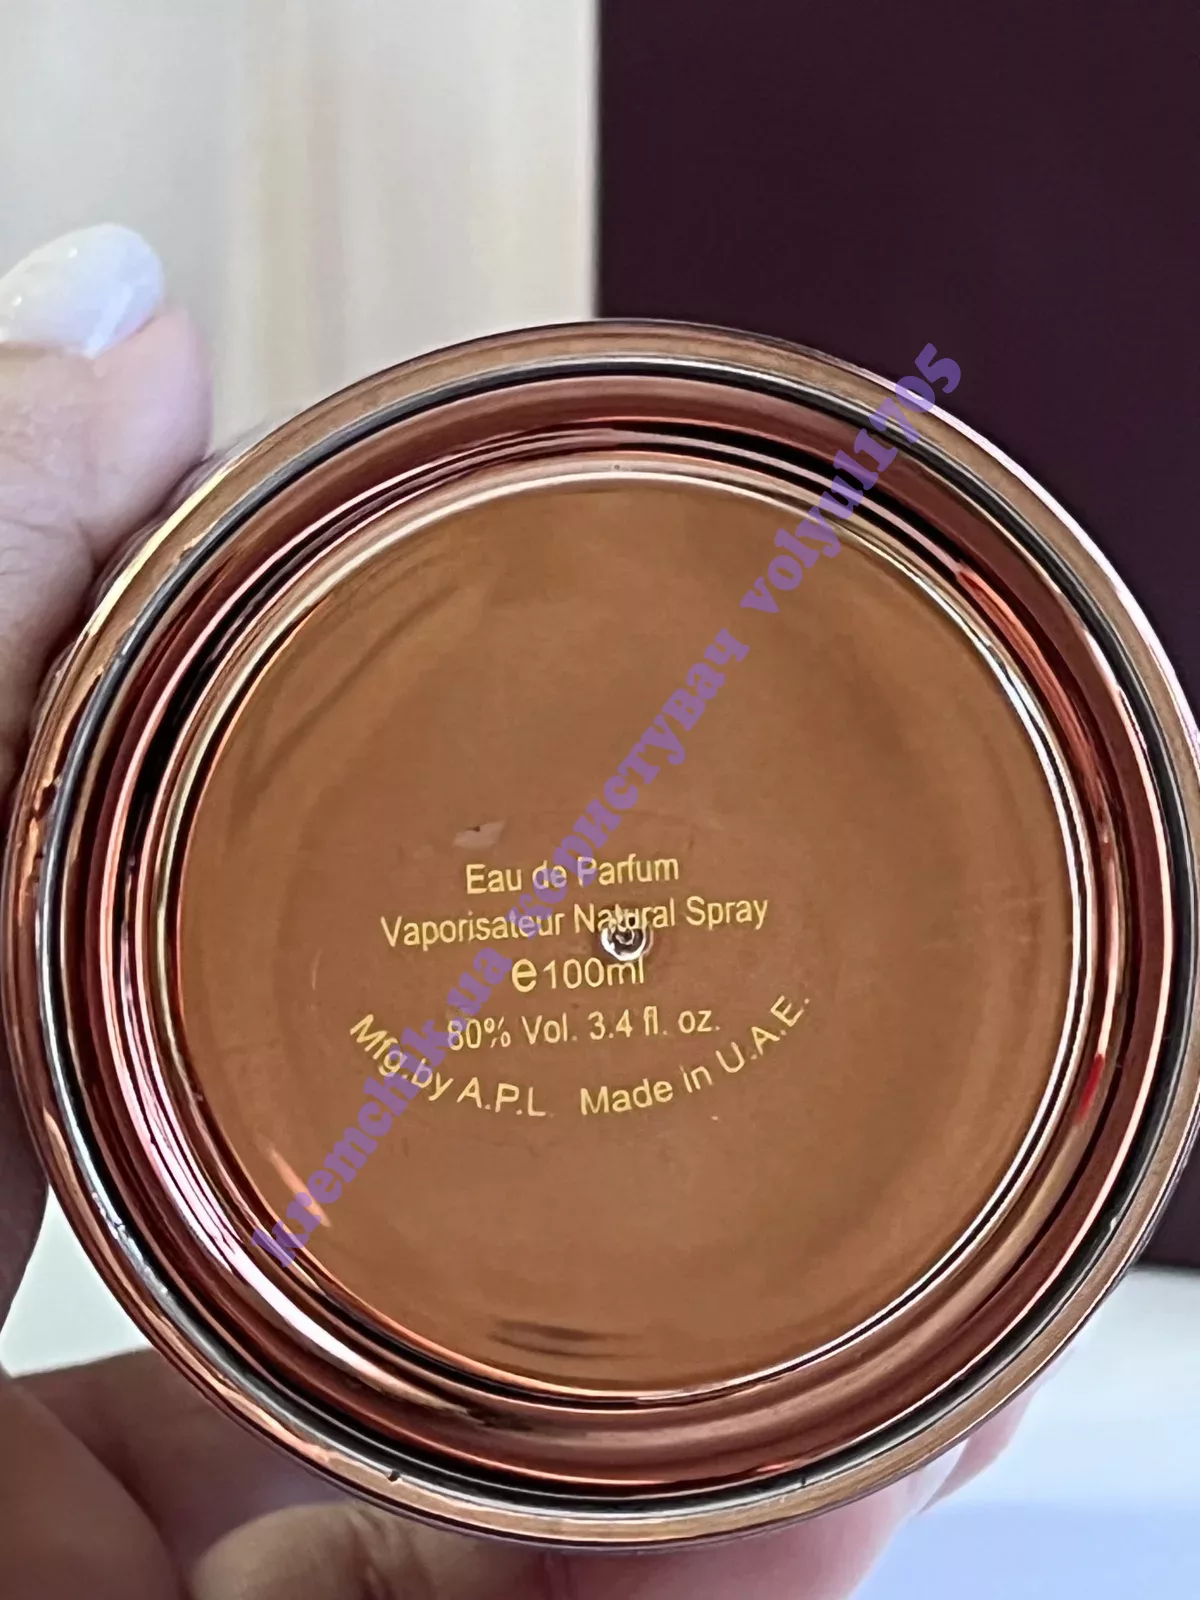 Eau de Parfum
Vaporisateur Natural Spray
e 100ml
80% Vol. 3.4 fl. oz.
Mfg.by A.P.L Made in U.A.E.
kremchik.ua користувач volyul1705